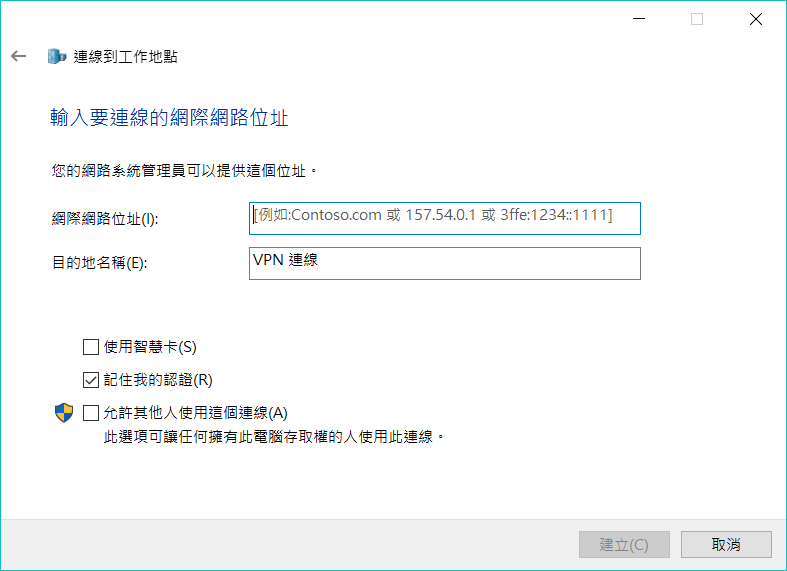 連線到工作地點
輸入要連線的網際網路位址
您的網路系統管理員可以提供這個位址。
網際網路位址(I):
[例如:Contoso.com 或 157.54.0.1 或 3ffe:1234::1111]
目的地名稱(E):
VPN 連線
使用智慧卡(S)
記住我的認證(R)
允許其他人使用這個連線(A)
此選項可讓任何擁有此電腦存取權的人使用此連線。
建立(C)
取消